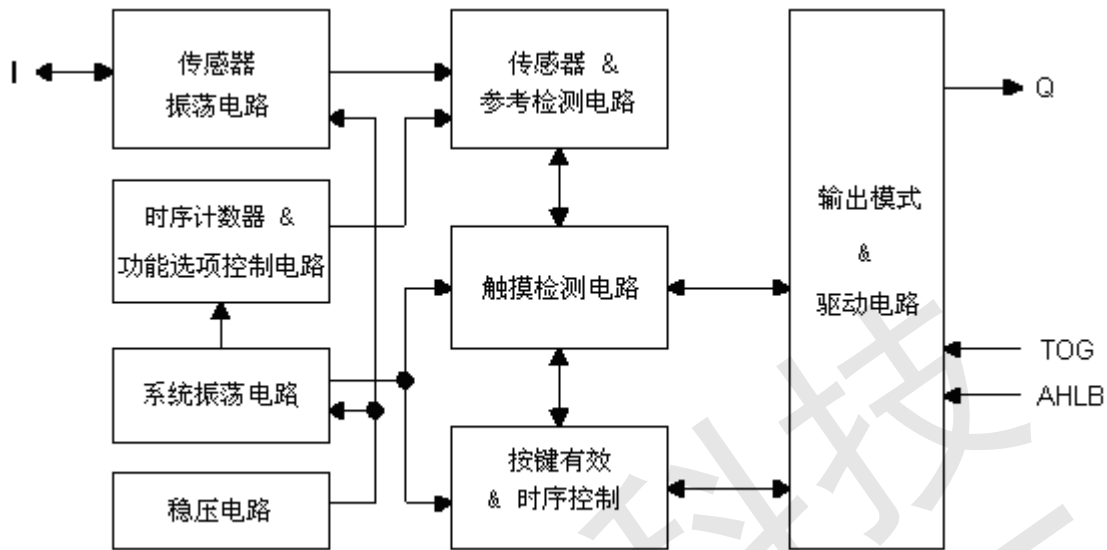 I
传感器
振荡电路
传感器 &
参考检测电路
Q
时序计数器 &
功能选项控制电路
触摸检测电路
输出模式
&
驱动电路
系统振荡电路
TOG
AHLB
稳压电路
按键有效
& 时序控制
科技